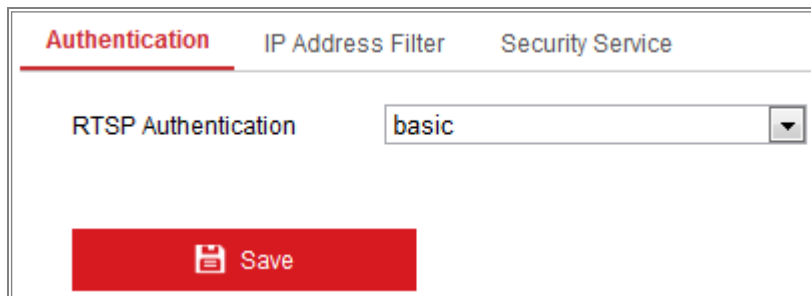 Authentication IP Address Filter Security Service
RTSP Authentication basic
Save